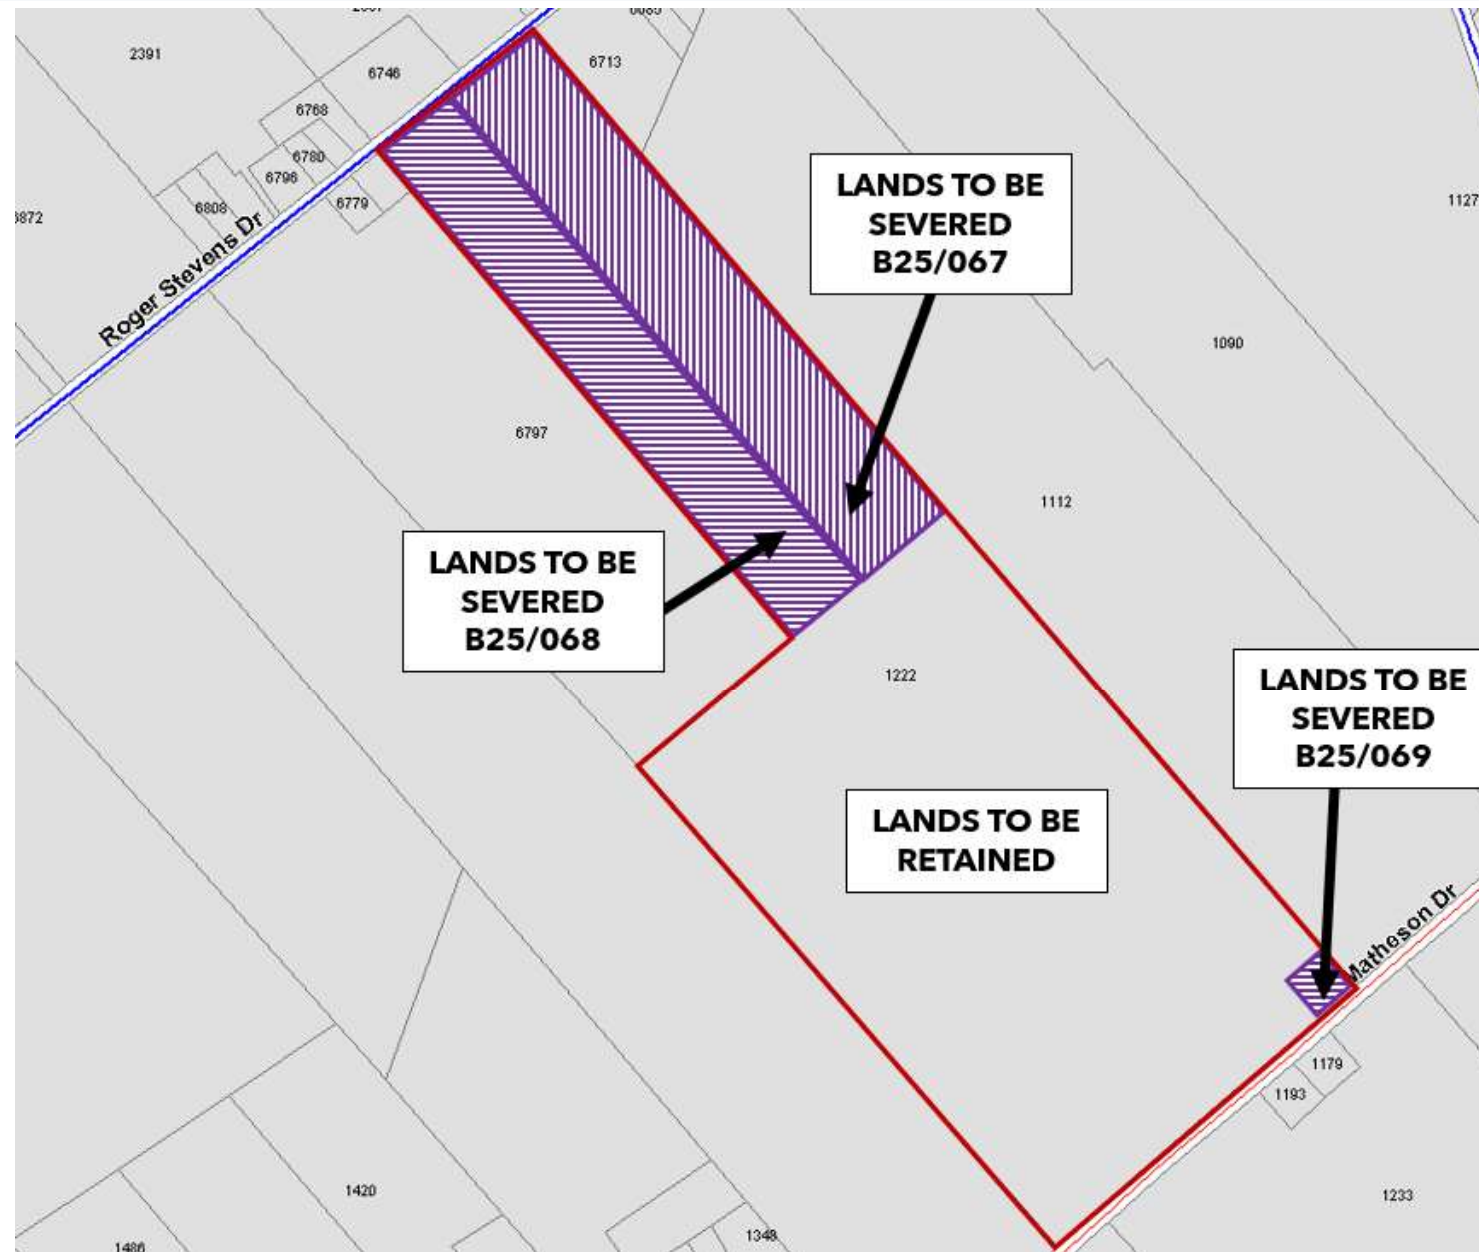 2391
6746
6713
6768
6780
6796
6779
6808
Roger Stevens Dr
LANDS TO BE
SEVERED
B25/067
1090
6797
1112
LANDS TO BE
SEVERED
B25/068
1222
LANDS TO BE
SEVERED
B25/069
LANDS TO BE
RETAINED
Matheson Dr
1179
1193
1420
1233
1348
1486
1127